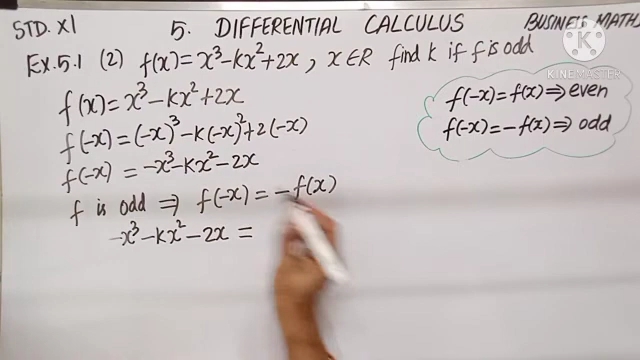 STD. XI 5. DIFFERENTIAL CALCULUS BUSINESS MATH
Ex.5.1 (2) f(x) = x³ - kx² + 2x , x ∈ R find k if f is odd
KINEMASTER
f(x) = x³ - kx² + 2x
f(-x) = f(x) ⇒ even
f(-x) = (-x)³ - k(-x)² + 2(-x)
f(-x) = -f(x) ⇒ odd
f(-x) = -x³ - kx² - 2x
f is odd ⇒ f(-x) = -f(x)
-x³ - kx² - 2x =